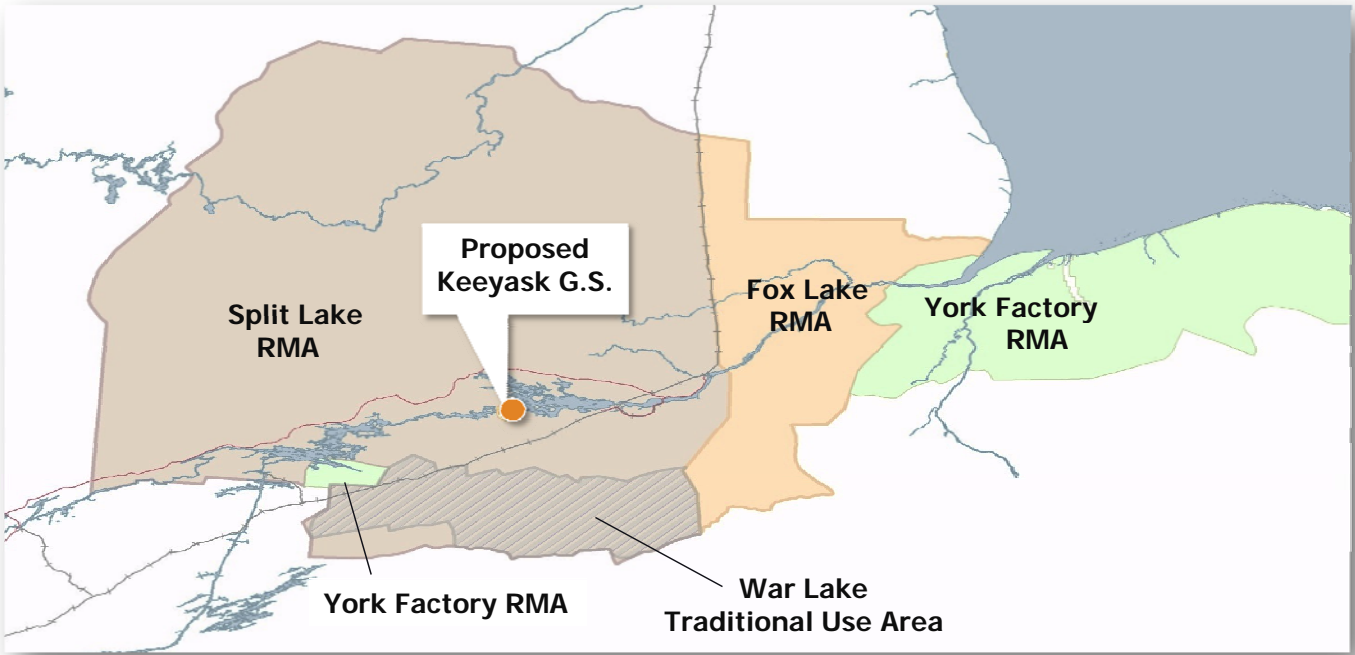 Proposed
Keeyask G.S.
Split Lake
RMA
Fox Lake
RMA
York Factory
RMA
York Factory RMA
War Lake
Traditional Use Area